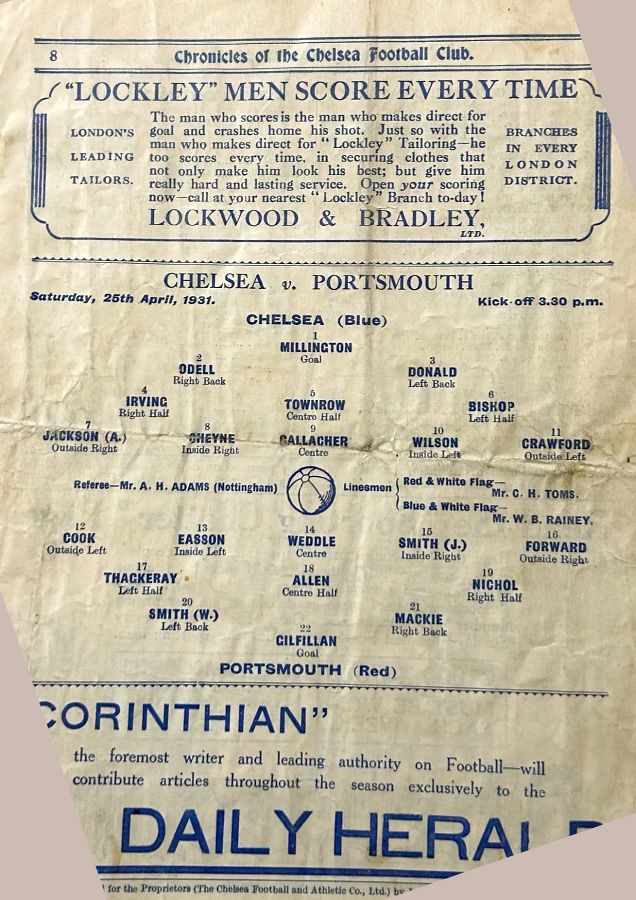 8 Chronicles of the Chelsea Football Club.
"LOCKLEY" MEN SCORE EVERY TIME
LONDON'S
LEADING
TAILORS.
The man who scores is the man who makes direct for
goal and crashes home his shot. Just so with the
man who makes direct for "Lockley" Tailoring—he
too scores every time, in securing clothes that
not only make him look his best; but give him
really hard and lasting service. Open your scoring
now—call at your nearest "Lockley" Branch to-day!
BRANCHES
IN EVERY
LONDON
DISTRICT.
LOCKWOOD & BRADLEY,
LTD.
CHELSEA v. PORTSMOUTH
Saturday, 25th April, 1931. Kick-off 3.30 p.m.
CHELSEA (Blue)
1
MILLINGTON
Goal
2 3
ODELL DONALD
Right Back Left Back
4 5 6
IRVING TOWNROW BISHOP
Right Half Centre Half Left Half
7 8 9 10 11
JACKSON (A.) CHEYNE GALLACHER WILSON CRAWFORD
Outside Right Inside Right Centre Inside Left Outside Left
Referee—Mr. A. H. ADAMS (Nottingham)
Linesmen
Red & White Flag—
Mr. C. H. TOMS.
Blue & White Flag—
Mr. W. B. RAINEY.
12 13 14 15 16
COOK EASSON WEDDLE SMITH (J.) FORWARD
Outside Left Inside Left Centre Inside Right Outside Right
17 18 19
THACKERAY ALLEN NICHOL
Left Half Centre Half Right Half
20 21
SMITH (W.) MACKIE
Left Back Right Back
22
GILFILLAN
Goal
PORTSMOUTH (Red)
CORINTHIAN"
the foremost writer and leading authority on Football—will
contribute articles throughout the season exclusively to the
DAILY HERALD
for the Proprietors (The Chelsea Football and Athletic Co., Ltd.) by